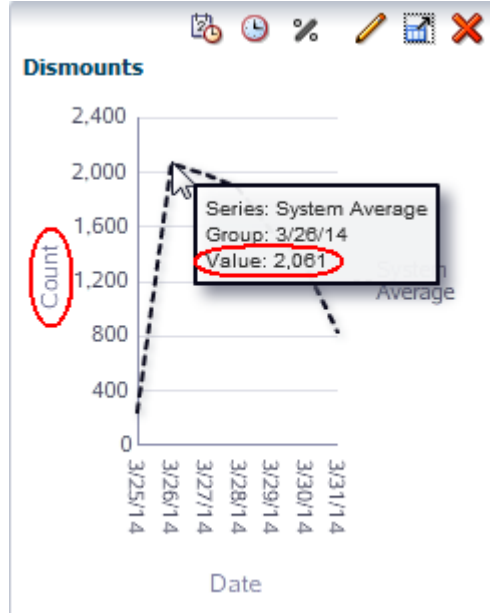 Dismounts
2,400
2,000
1,600
1,200
800
400
0
Count
Series: System Average
Group: 3/26/14
Value: 2,061
System
Average
3/25/14
3/26/14
3/27/14
3/28/14
3/29/14
3/30/14
3/31/14
Date